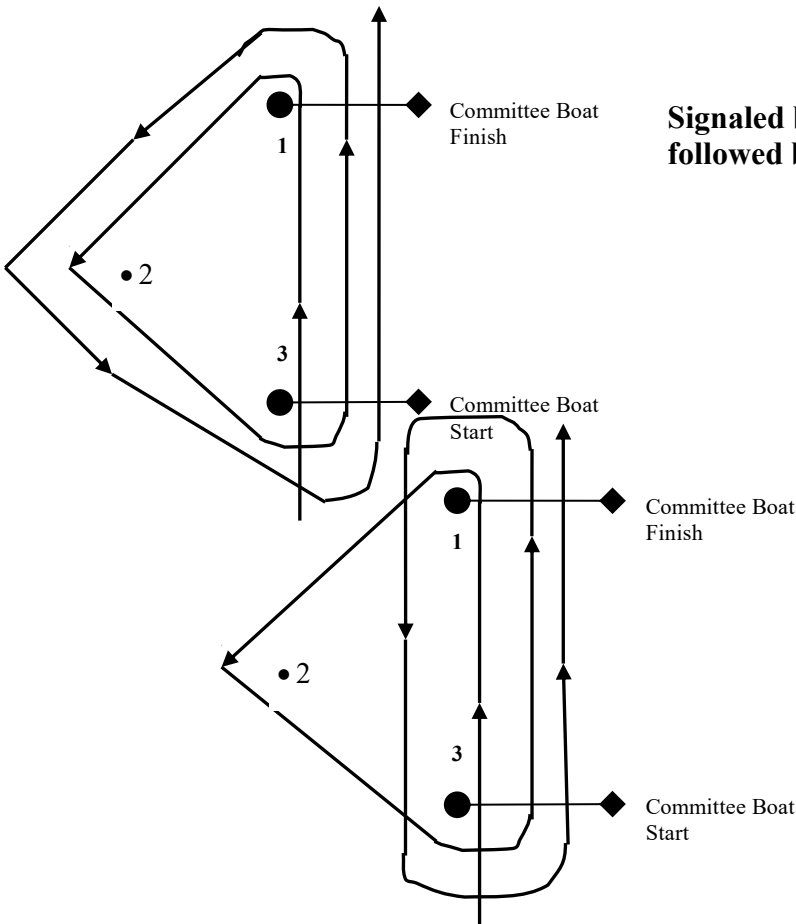 Committee Boat
Finish
Signaled
followed
1
2
3
Committee Boat
Start
Committee Boat
Finish
1
2
3
Committee Boat
Start